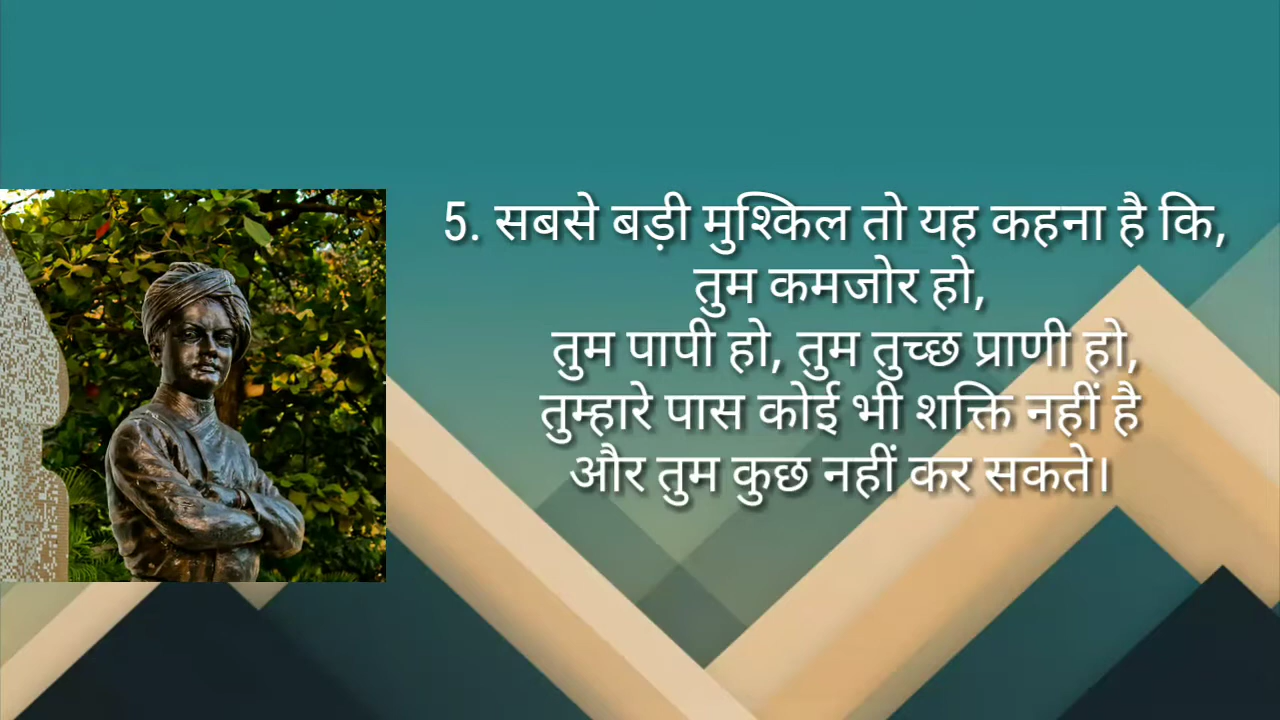 5. सबसे बड़ी मुश्किल तो यह कहना है कि,
तुम कमजोर हो,
तुम पापी हो, तुम तुच्छ प्राणी हो,
तुम्हारे पास कोई भी शक्ति नहीं है
और तुम कुछ नहीं कर सकते।